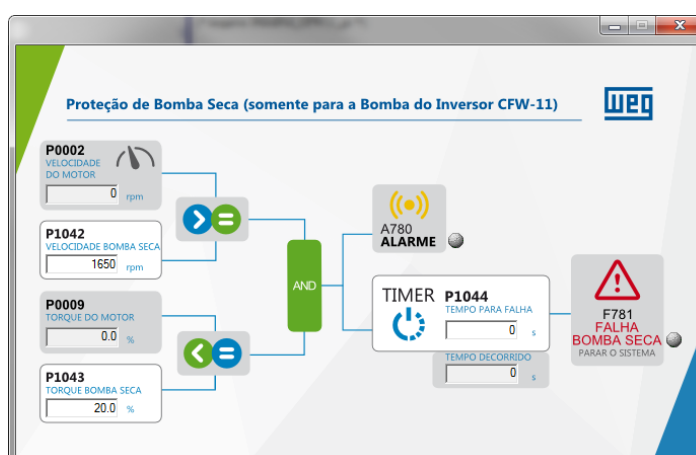 Proteção de Bomba Seca (somente para a Bomba do Inversor CFW-11)
WEG
P0002
VELOCIDADE
DO MOTOR
0 rpm
P1042
VELOCIDADE BOMBA SECA
1650 rpm
P0009
TORQUE DO MOTOR
0.0 %
P1043
TORQUE BOMBA SECA
20.0 %
> =
< =
AND
A780
ALARME
TIMER P1044
TEMPO PARA FALHA
0 s
TEMPO DECORRIDO
0 s
F781
FALHA
BOMBA SECA
PARAR O SISTEMA